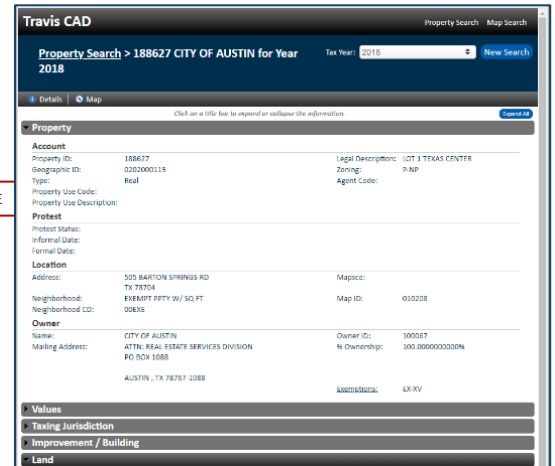 Travis CAD
Property Search Map Search
Property Search > 188627 CITY OF AUSTIN for Year 2018
Tax Year: 2018
New Search
Details
Map
Click on a title bar to expand or collapse the information.
Expand All
Property
Account
Property ID: 188627 Legal Description: LOT 1 TEXAS CENTER
Geographic ID: 0202000119 Zoning: P-NP
Type: Real Agent Code:
Property Use Code:
Property Use Description:
Protest
Protest Status:
Informal Date:
Formal Date:
Location
Address: 505 BARTON SPRINGS RD Mapsco:
TX 78704
Neighborhood: EXEMPT PPTY W/ SQ FT Map ID: 010208
Neighborhood CD: 00EXE
Owner
Name: CITY OF AUSTIN Owner ID: 100067
Mailing Address: ATTN: REAL ESTATE SERVICES DIVISION % Ownership: 100.0000000000%
PO BOX 1088
AUSTIN , TX 78767-1088
Exemptions: EX-XV
Values
Taxing Jurisdiction
Improvement / Building
Land
E